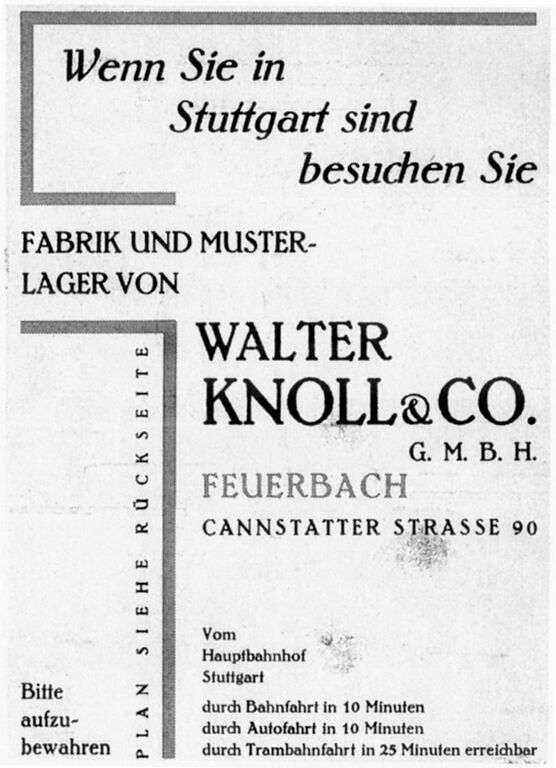 Wenn Sie in
Stuttgart sind
besuchen Sie
FABRIK UND MUSTER-
LAGER VON
WALTER
KNOLL & CO.
G. M. B. H.
FEUERBACH
CANNSTATTER STRASSE 90
PLAN SIEHE RÜCKSEITE
Vom
Hauptbahnhof
Stuttgart
durch Bahnfahrt in 10 Minuten
durch Autofahrt in 10 Minuten
durch Trambahnfahrt in 25 Minuten erreichbar
Bitte
aufzu-
bewahren